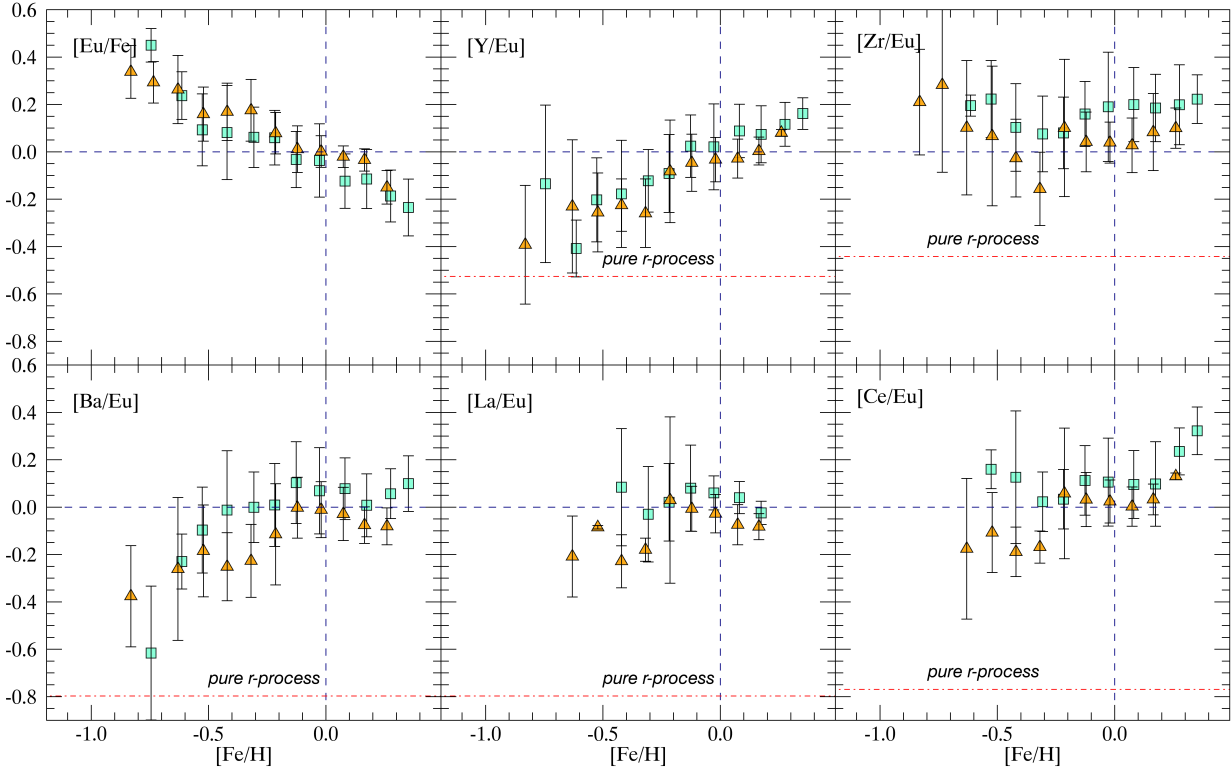 0.6
0.4
0.2
0.0
-0.2
-0.4
-0.6
-0.8
[Eu/Fe]
[Y/Eu]
pure r-process
[Zr/Eu]
pure r-process
0.6
0.4
0.2
0.0
-0.2
-0.4
-0.6
-0.8
[Ba/Eu]
pure r-process
[La/Eu]
pure r-process
[Ce/Eu]
pure r-process
-1.0 -0.5 0.0
-1.0 -0.5 0.0
-1.0 -0.5 0.0
[Fe/H] [Fe/H] [Fe/H]